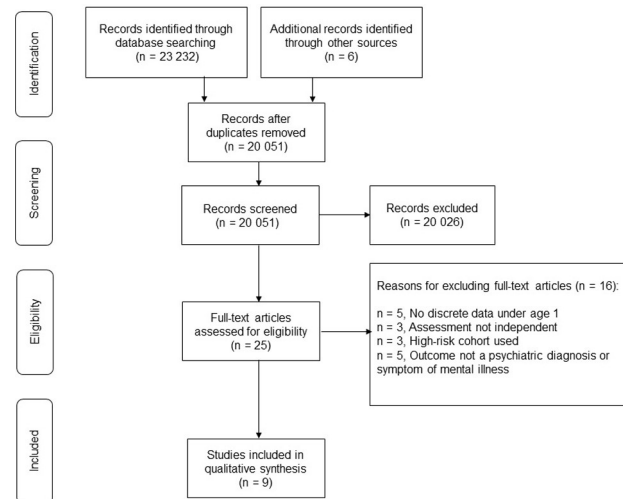 Identification
Records identified through
database searching
(n = 23 232)
Additional records identified
through other sources
(n = 6)
Records after
duplicates removed
(n = 20 051)
Screening
Records screened
(n = 20 051)
Records excluded
(n = 20 026)
Eligibility
Full-text articles
assessed for eligibility
(n = 25)
Reasons for excluding full-text articles (n = 16):
n = 5, No discrete data under age 1
n = 3, Assessment not independent
n = 3, High-risk cohort used
n = 5, Outcome not a psychiatric diagnosis or
symptom of mental illness
Included
Studies included in
qualitative synthesis
(n = 9)